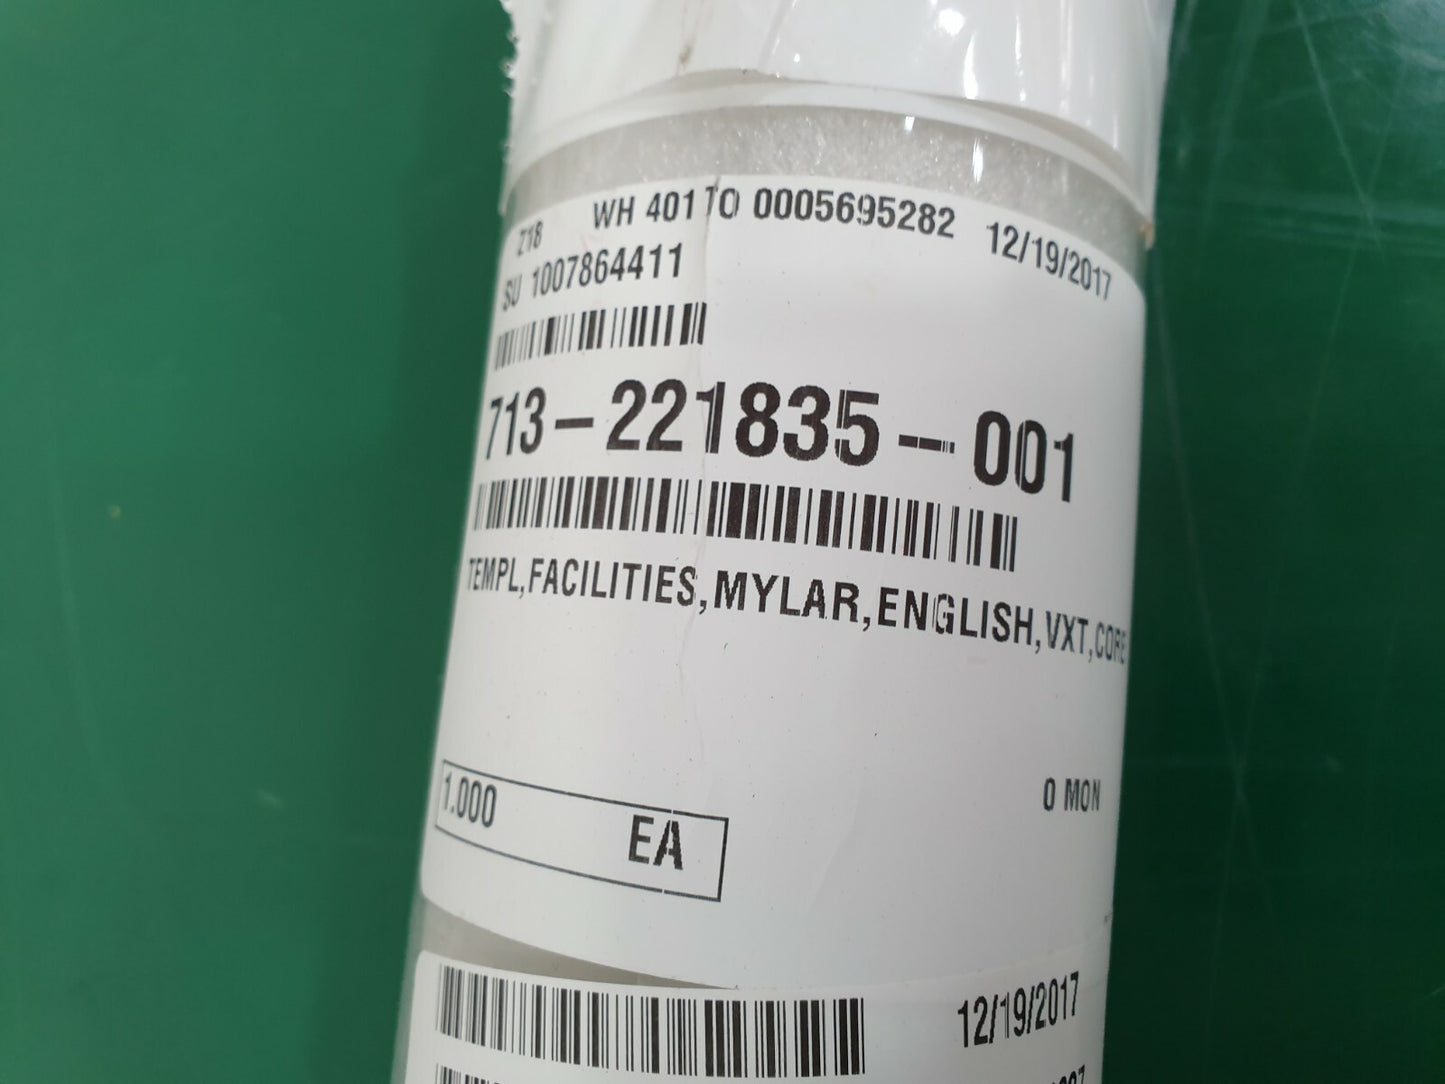 Z18 WH 401 TO 0005695282 12/19/2017
SU 1007864411
713-221835-001
TEMPL,FACILITIES,MYLAR,ENGLISH,VXT,CORE
0 MON
1.000 EA
12/19/2017